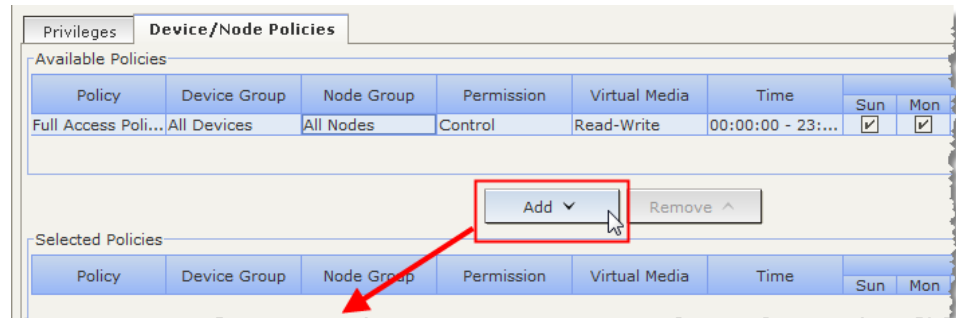 Privileges Device/Node Policies
Available Policies
Policy Device Group Node Group Permission Virtual Media Time Sun Mon
Full Access Poli... All Devices All Nodes Control Read-Write 00:00:00 - 23:...
Add Remove
Selected Policies
Policy Device Group Node Group Permission Virtual Media Time Sun Mon